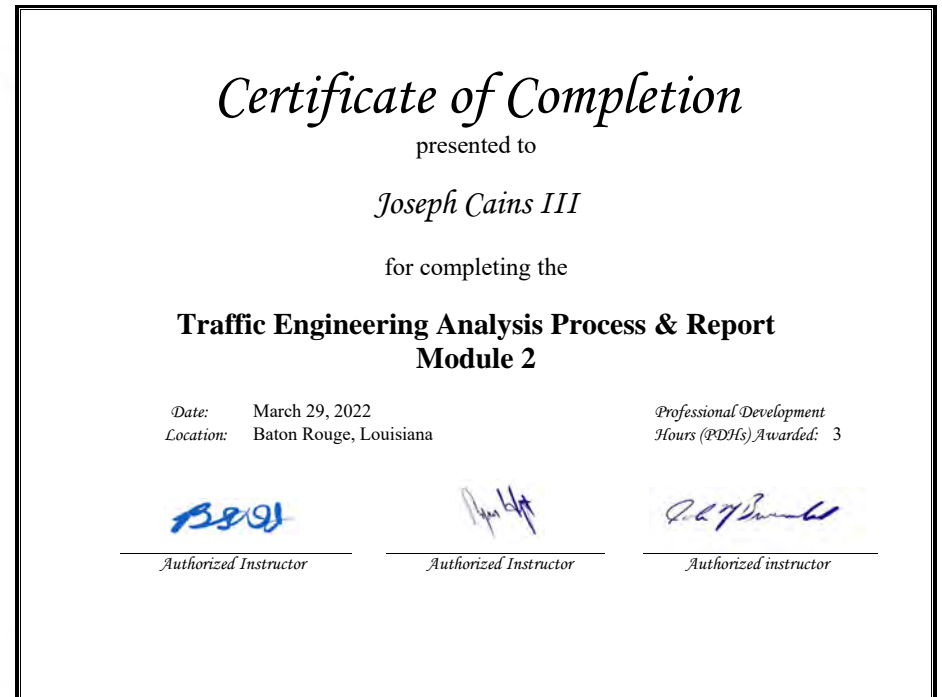 Certificate of Completion
presented to
Joseph Cains III
for completing the
Traffic Engineering Analysis Process & Report
Module 2
Date: March 29, 2022
Location: Baton Rouge, Louisiana
Professional Development
Hours (PDHs) Awarded: 3
Authorized Instructor
Authorized Instructor
Authorized instructor